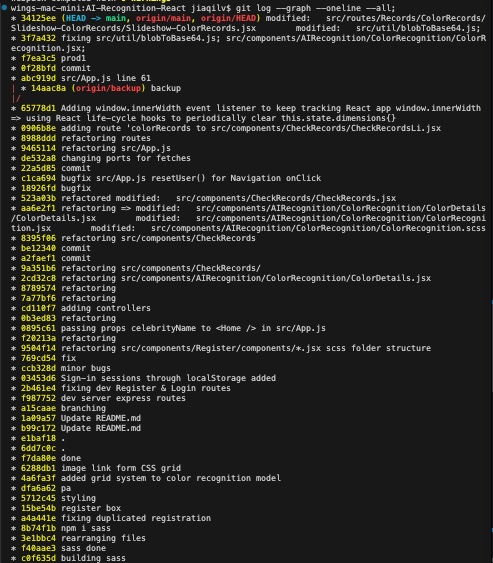 wings-mac-mini:AI-Recognition-React jiaqilv$ git log --graph --oneline --all;
* 34125ee (HEAD -> main, origin/main, origin/HEAD) modified:   src/routes/Records/ColorRecords/
Slideshow-ColorRecords/Slideshow-ColorRecords.jsx      modified:   src/util/blobToBase64.js;
* 3f7a432 fixing src/util/blobToBase64.js; src/components/AIRecognition/ColorRecognition/ColorR
ecognition.jsx;
* f7ea3c5 prod1
* 0f28bfd commit
* abc919d src/App.js line 61
| * 14aac8a (origin/backup) backup
|/
* 65778d1 Adding window.innerWidth event listener to keep tracking React app window.innerWidth
=> using React life-cycle hooks to periodically clear this.state.dimensions{}
* 0906b8e adding route 'colorRecords to src/components/CheckRecords/CheckRecordsLi.jsx
* 8988ddd refactoring routes
* 9465114 refactoring src/App.js
* de532a8 changing ports for fetches
* 22a5d85 commit
* c1ca694 bugfix src/App.js resetUser() for Navigation onClick
* 18926fd bugfix
* 523a03b refactored modified:   src/components/CheckRecords/CheckRecords.jsx
* aa6e2f1 refactored => modified:   src/components/AIRecognition/ColorRecognition/ColorDetails
/ColorDetails.jsx        modified:   src/components/AIRecognition/ColorRecognition/ColorRecogni
tion.jsx        modified:   src/components/AIRecognition/ColorRecognition/ColorRecognition.scss
* 8395f06 refactoring src/components/CheckRecords
* be12340 commit
* a2faef1 commit
* 9a351b6 refactoring src/components/CheckRecords/
* 2cd32c8 refactoring src/components/AIRecognition/ColorRecognition/ColorDetails.jsx
* 8789574 refactoring
* 7a77bf6 refactoring
* cd110f7 adding controllers
* 0b3ed83 refactoring
* 0895c61 passing props celebrityName to <Home /> in src/App.js
* f20213a refactoring
* 9504f14 refactoring src/components/Register/components/*.jsx scss folder structure
* 769cd54 fix
* ccb328d minor bugs
* 03453d6 Sign-in sessions through localStorage added
* 2b461e4 fixing dev Register & Login routes
* f987752 dev server express routes
* a15caae branching
* 1a09a57 Update README.md
* b99c172 Update README.md
* e1baf18 .
* 6dd7c0c .
* f7da80e done
* 6288db1 image link form CSS grid
* 4a6fa3f added grid system to color recognition model
* dfa6a62 pa
* 5712c45 styling
* 15be54b register box
* a4a441e fixing duplicated registration
* 8b74f1b npm i sass
* 3e1bbc4 rearranging files
* f40aae3 sass done
* c0f635d building sass